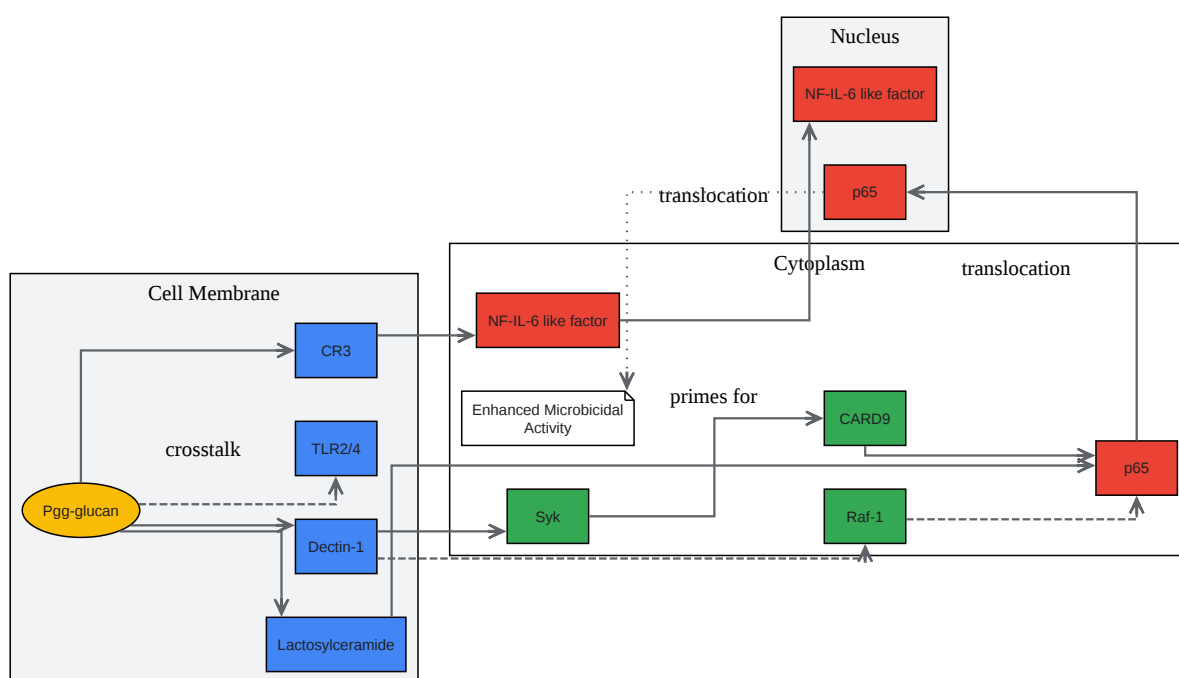 Nucleus
NF-IL-6 like factor
p65
translocation
Cytoplasm
translocation
Cell Membrane
NF-IL-6 like factor
CR3
primes for
Enhanced Microbicidal
Activity
CARD9
crosstalk
TLR2/4
p65
Pgg-glucan
Syk
Raf-1
Dectin-1
Lactosylceramide